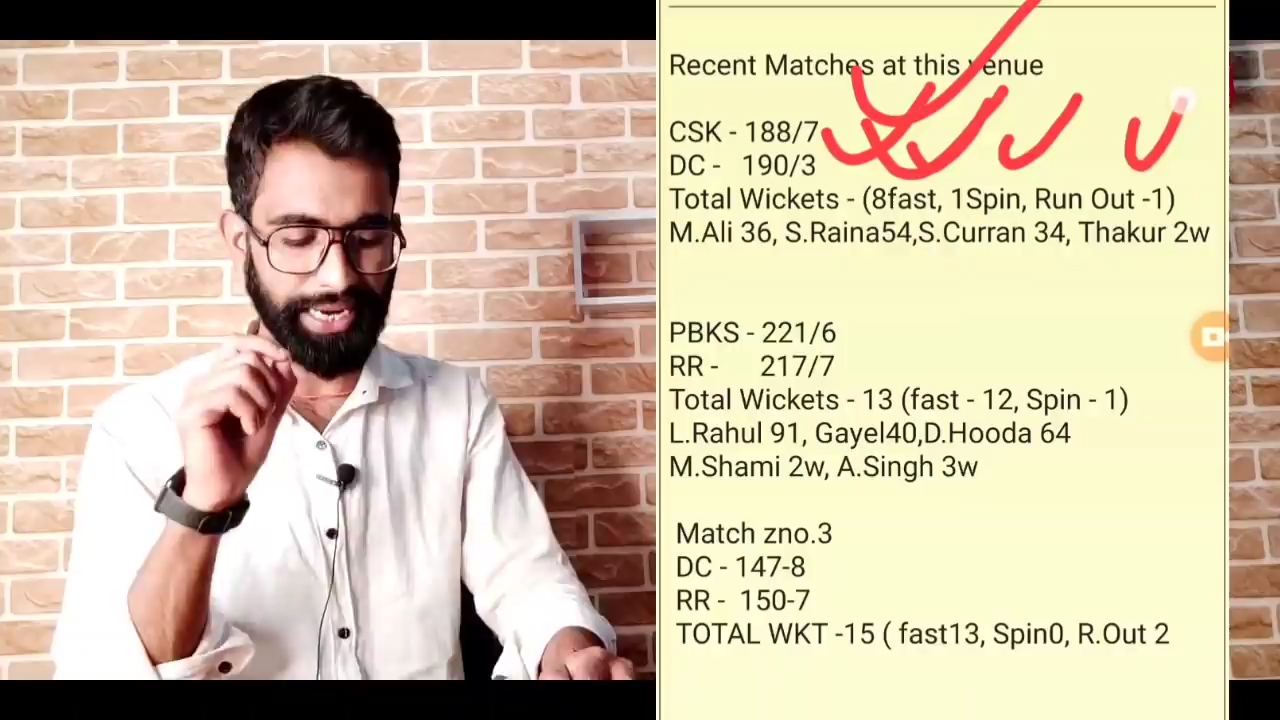 Recent Matches at this venue
CSK - 188/7
DC - 190/3
Total Wickets - (8fast, 1Spin, Run Out -1)
M.Ali 36, S.Raina54,S.Curran 34, Thakur 2w
PBKS - 221/6
RR - 217/7
Total Wickets - 13 (fast - 12, Spin - 1)
L.Rahul 91, Gayel40,D.Hooda 64
M.Shami 2w, A.Singh 3w
Match zno.3
DC - 147-8
RR - 150-7
TOTAL WKT -15 ( fast13, Spin0, R.Out 2